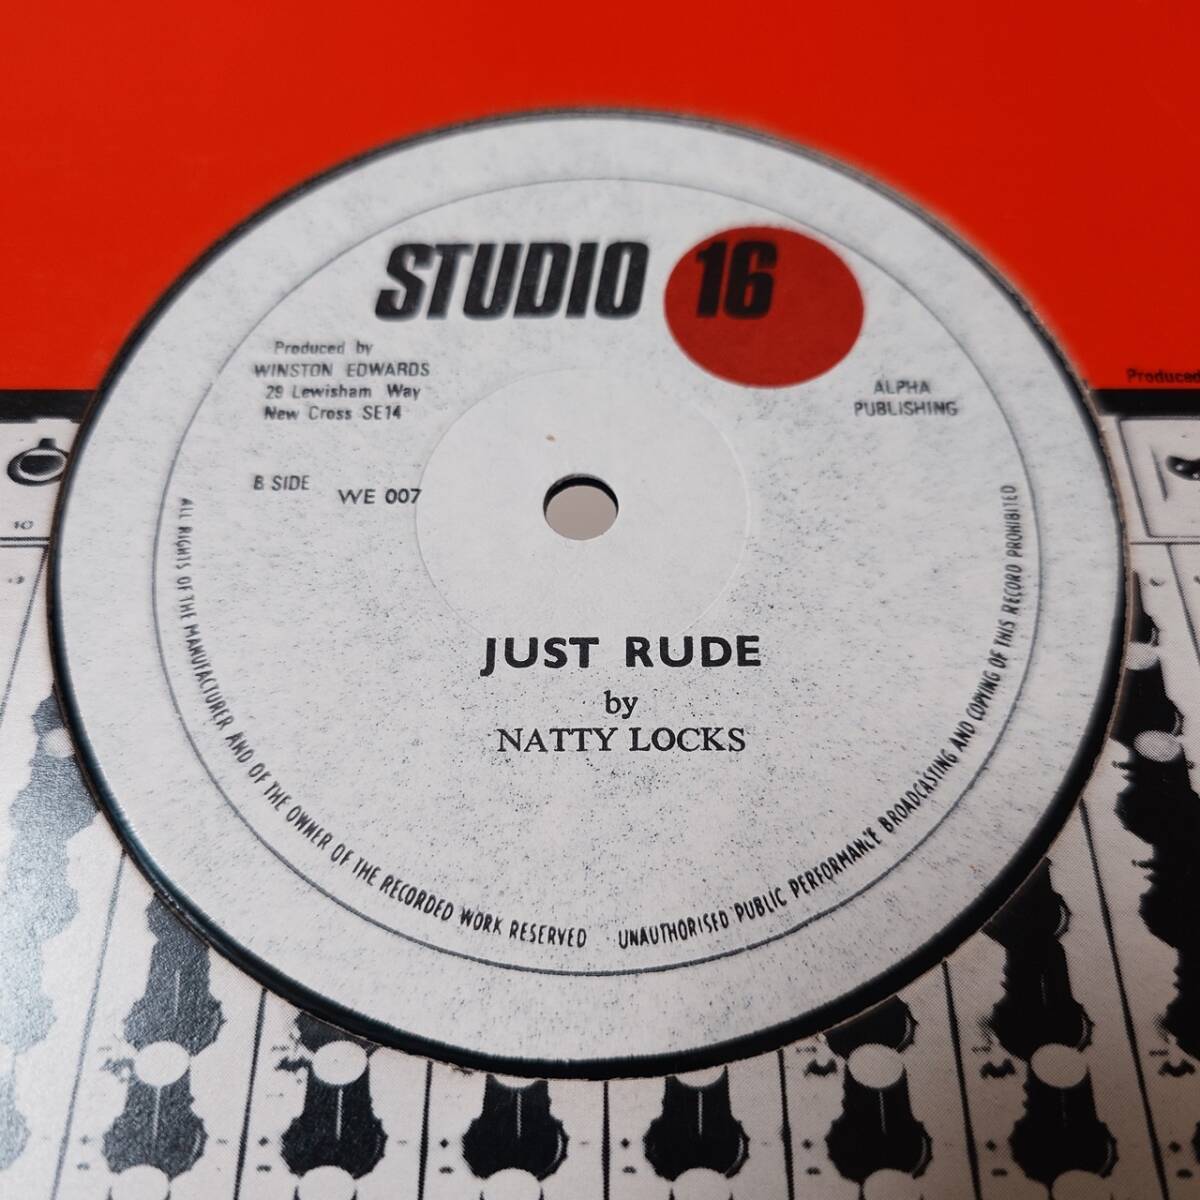 STUDIO 16
Produced by
WINSTON EDWARDS
29 Lewisham Way
New Cross SE14
ALPHA
PUBLISHING
Produced
B SIDE WE 007
10
JUST RUDE
by
NATTY LOCKS
ALL RIGHTS OF THE MANUFACTURER AND OF THE OWNER OF THE RECORDED WORK RESERVED
UNAUTHORISED PUBLIC PERFORMANCE BROADCASTING AND COPYING OF THIS RECORD PROHIBITED